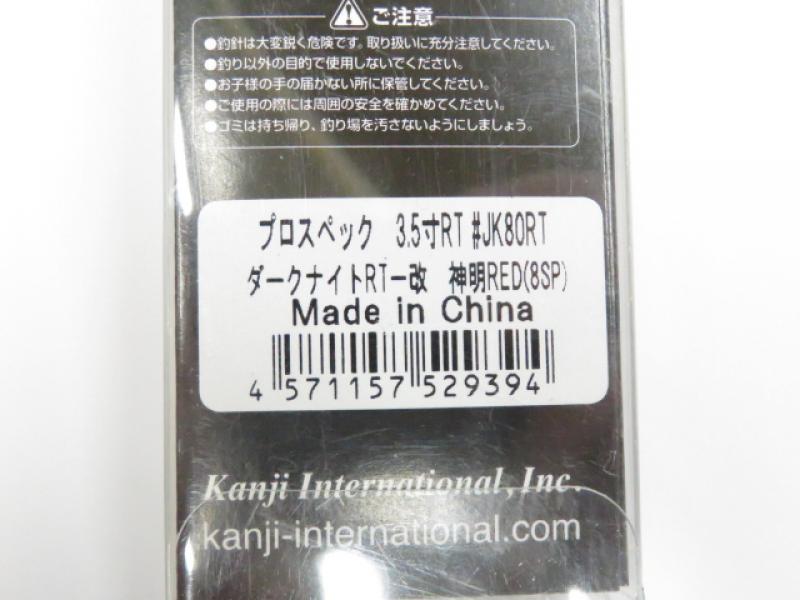 ご注意
●釣針は大変鋭く危険です。取り扱いに充分注意してください。
●釣り以外の目的で使用しないでください。
●お子様の手の届かない所に保管してください。
●ご使用の際には周囲の安全を確かめてください。
●ゴミは持ち帰り、釣り場を汚さないようにしましょう。
プロスペック 3.5寸RT #JK80RT
ダークナイトRTー改 神明RED(8SP)
Made in China
4 571157 529394
Kanji International, Inc.
kanji-international.com